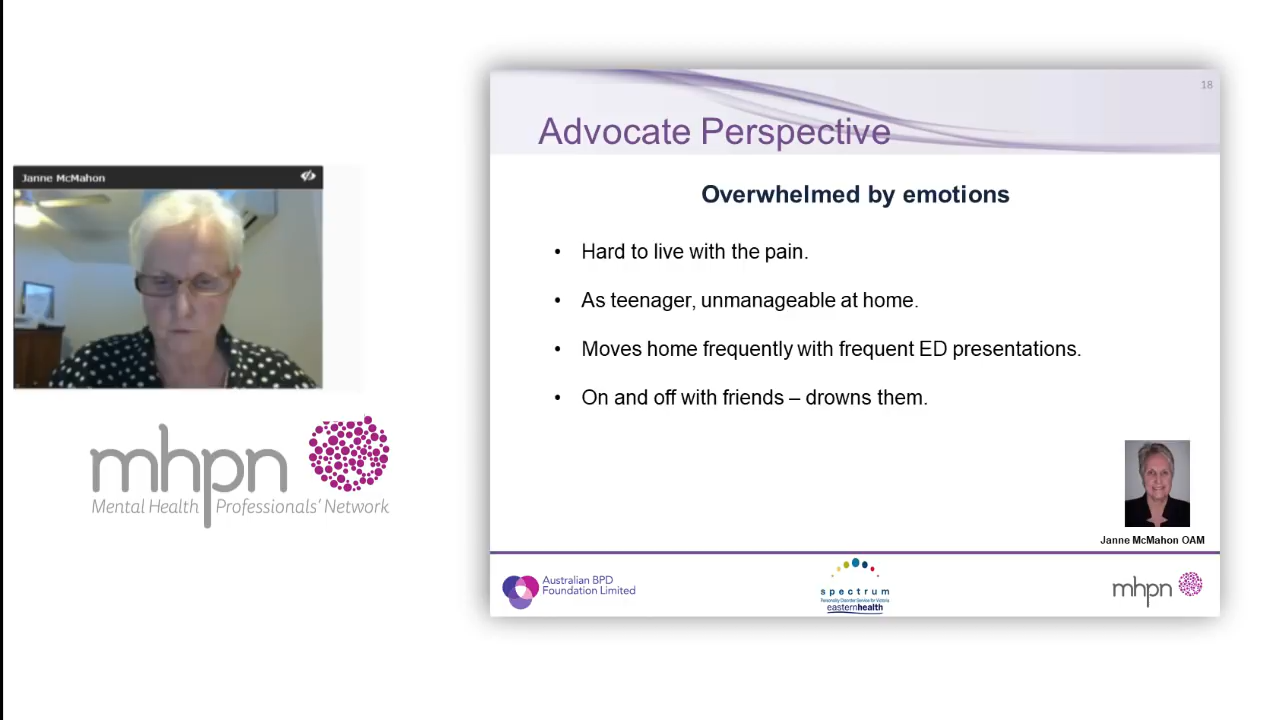 Janne McMahon
mhpn
Mental Health Professionals' Network
18
Advocate Perspective
Overwhelmed by emotions
• Hard to live with the pain.
• As teenager, unmanageable at home.
• Moves home frequently with frequent ED presentations.
• On and off with friends – drowns them.
Janne McMahon OAM
Australian BPD
Foundation Limited
spectrum
Personality Disorder Service for Victoria
easternhealth
mhpn